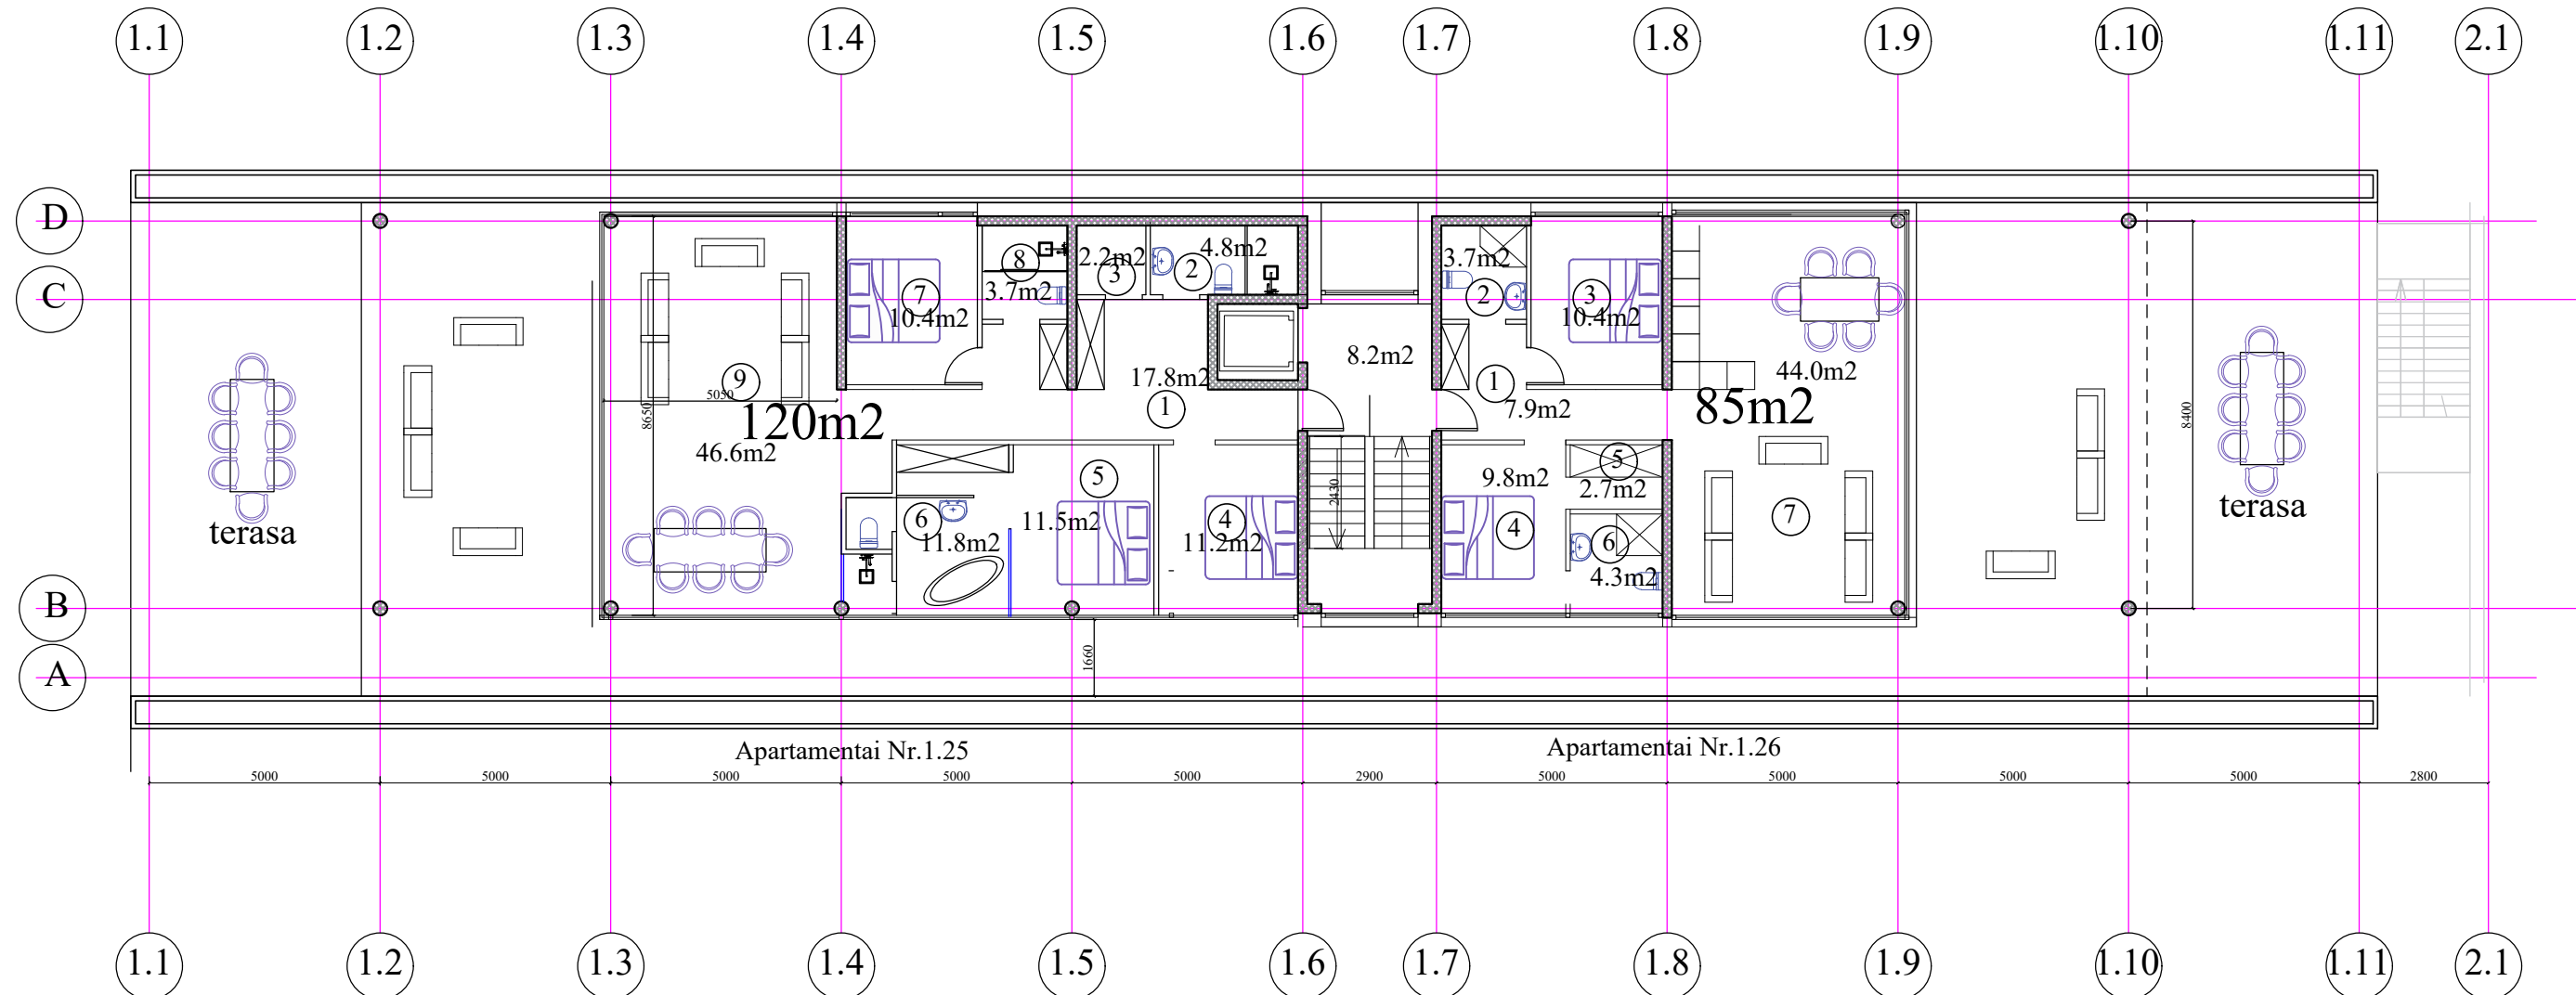 1.1 1.2 1.3 1.4 1.5 1.6 1.7 1.8 1.9 1.10 1.11 2.1
D
C
B
A
8
3.7m2
2.2m2
3
2
4.8m2
7
10.4m2
9
5050
8650
120m2
46.6m2
17.8m2
1
5
11.5m2
6
11.8m2
4
11.2m2
8.2m2
2430
3.7m2
2
3
10.4m2
1
7.9m2
44.0m2
85m2
9.8m2
4
5
2.7m2
6
4.3m2
7
8400
terasa
terasa
1660
Apartamentai Nr.1.25
Apartamentai Nr.1.26
5000 5000 5000 5000 5000 2900 5000 5000 5000 5000 2800
1.1 1.2 1.3 1.4 1.5 1.6 1.7 1.8 1.9 1.10 1.11 2.1